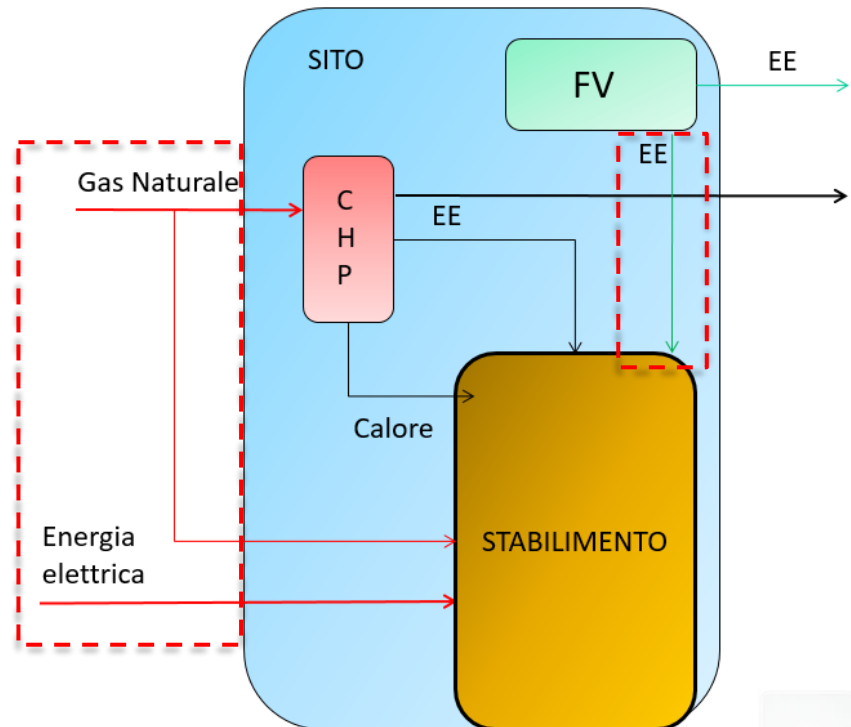 SITO
FV
EE
EE
Gas Naturale
C
H
P
EE
Calore
Energia
elettrica
STABILIMENTO